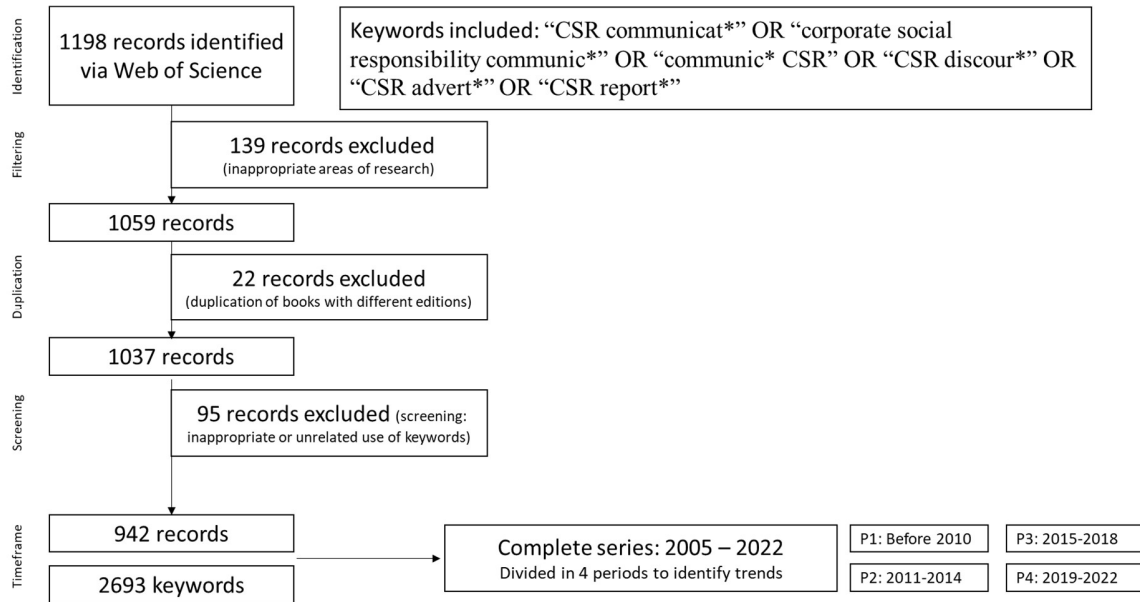 Identification
1198 records identified
via Web of Science
Keywords included: “CSR communicat*” OR “corporate social
responsibility communic*” OR “communic* CSR” OR “CSR discour*” OR
“CSR advert*” OR “CSR report*”
Filtering
139 records excluded
(inappropriate areas of research)
1059 records
Duplication
22 records excluded
(duplication of books with different editions)
1037 records
Screening
95 records excluded (screening:
inappropriate or unrelated use of keywords)
Timeframe
942 records
2693 keywords
Complete series: 2005 – 2022
Divided in 4 periods to identify trends
P1: Before 2010
P3: 2015-2018
P2: 2011-2014
P4: 2019-2022